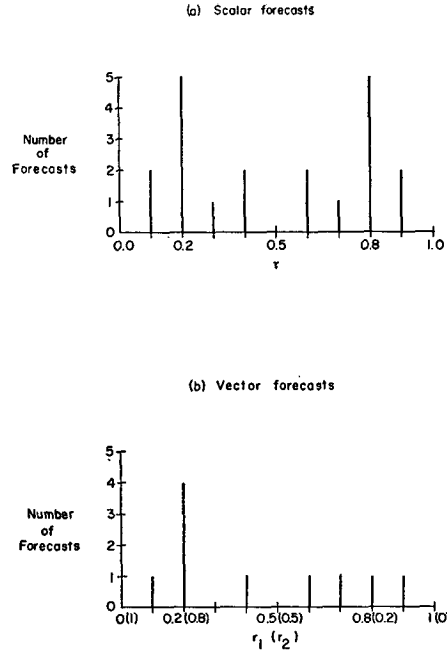 (a) Scalar forecasts
5
4
Number
of
Forecasts
3
2
1
0
0.0 0.2 0.5 0.8 1.0
r
(b) Vector forecasts
5
4
Number
of
Forecasts
3
2
1
0(1) 0.2(0.8) 0.5(0.5) 0.8(0.2) 1(0
r1 (r2)